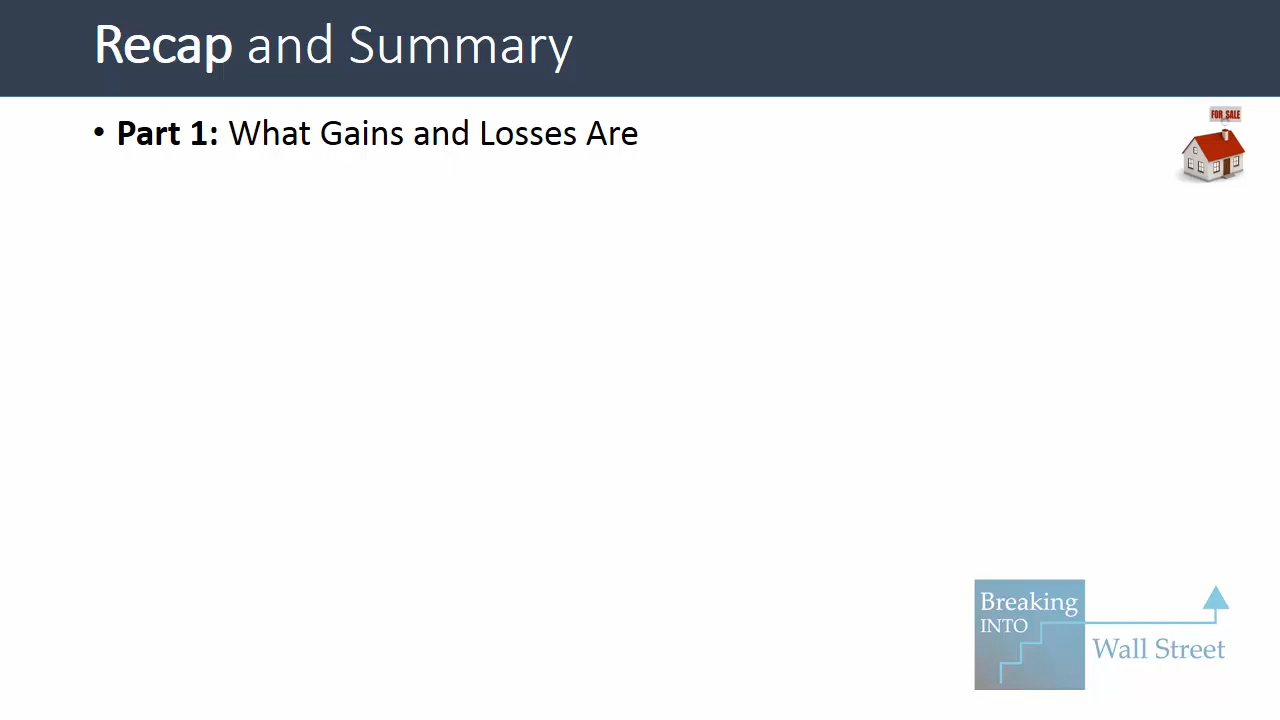 Recap and Summary
• Part 1: What Gains and Losses Are
FOR SALE
Breaking
INTO
Wall Street